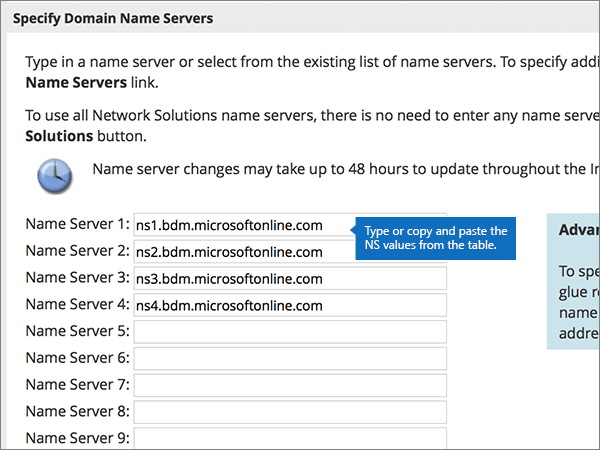 Specify Domain Name Servers
Type in a name server or select from the existing list of name servers. To specify
Name Servers link.
To use all Network Solutions name servers, there is no need to enter any name
Solutions button.
Name server changes may take up to 48 hours to update throughout the
Name Server 1: ns1.bdm.microsoftonline.com
Type or copy and paste the
NS values from the table.
Name Server 2: ns2.bdm.microsoftonline.com
Name Server 3: ns3.bdm.microsoftonline.com
Name Server 4: ns4.bdm.microsoftonline.com
Name Server 5:
Name Server 6:
Name Server 7:
Name Server 8:
Name Server 9:
To
glue
name